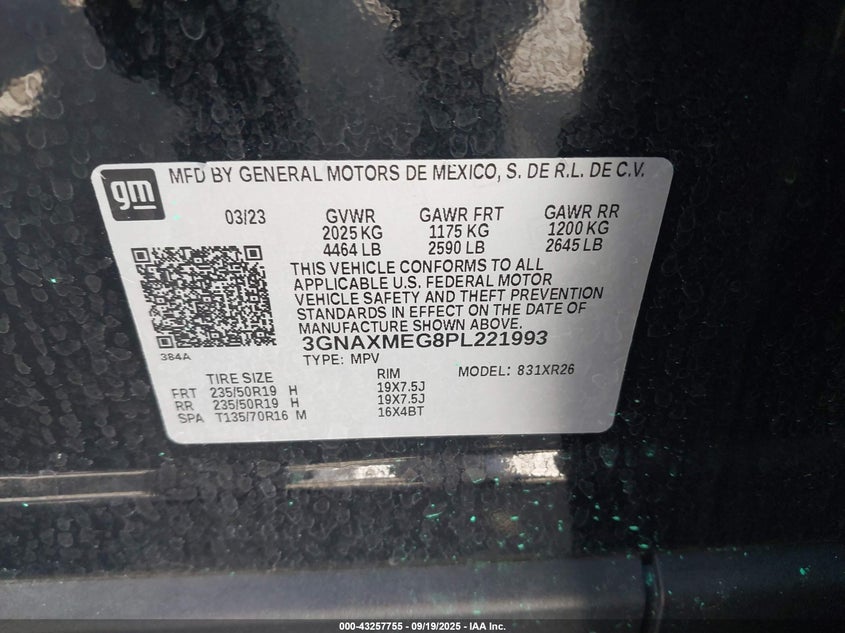 gm
MFD BY GENERAL MOTORS DE MEXICO, S. DE R.L. DE C.V.
03/23 GVWR GAWR FRT GAWR RR
2025 KG 1175 KG 1200 KG
4464 LB 2590 LB 2645 LB
THIS VEHICLE CONFORMS TO ALL
APPLICABLE U.S. FEDERAL MOTOR
VEHICLE SAFETY AND THEFT PREVENTION
STANDARDS IN EFFECT ON THE DATE OF
MANUFACTURE SHOWN ABOVE.
3GNAXMEG8PL221993
384A
TYPE: MPV MODEL: 831XR26
TIRE SIZE RIM
FRT 235/50R19 H 19X7.5J
RR 235/50R19 H 19X7.5J
SPA T135/70R16 M 16X4BT
000-43257755 - 09/19/2025 - IAA Inc.